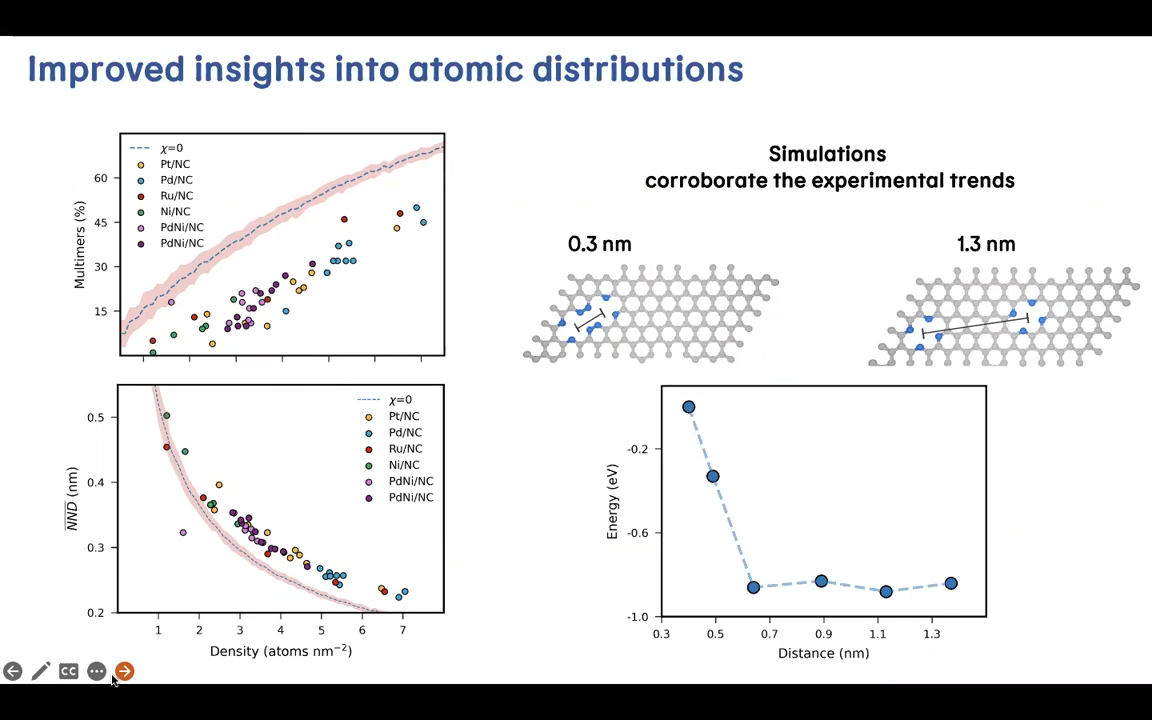 Improved insights into atomic distributions
Multimers (%)
60
45
30
15
χ=0
Pt/NC
Pd/NC
Ru/NC
Ni/NC
PdNi/NC
PdNi/NC
Simulations
corroborate the experimental trends
0.3 nm
1.3 nm
NND (nm)
0.5
0.4
0.3
0.2
χ=0
Pt/NC
Pd/NC
Ru/NC
Ni/NC
PdNi/NC
PdNi/NC
1 2 3 4 5 6 7
Density (atoms nm⁻²)
Energy (eV)
-0.2
-0.6
-1.0
0.3 0.5 0.7 0.9 1.1 1.3
Distance (nm)
CC